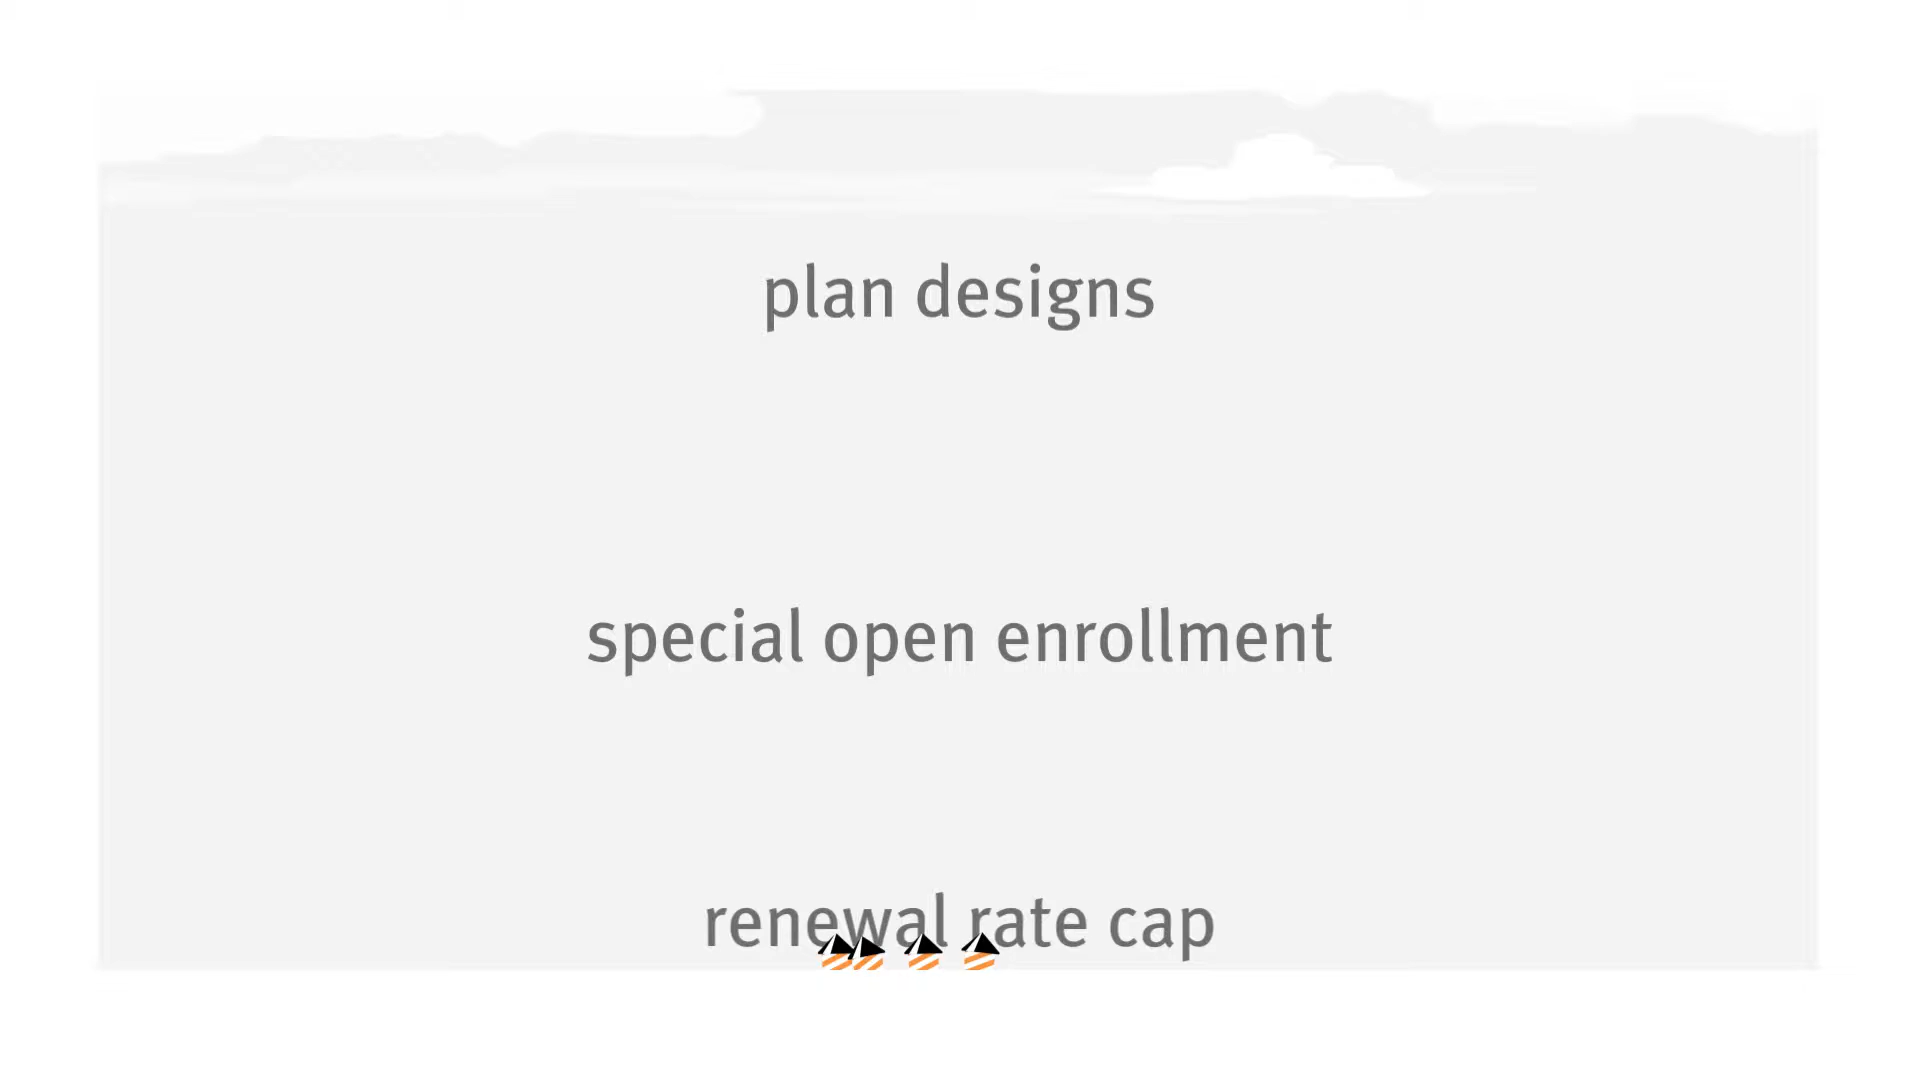 plan designs
special open enrollment
renewal rate cap